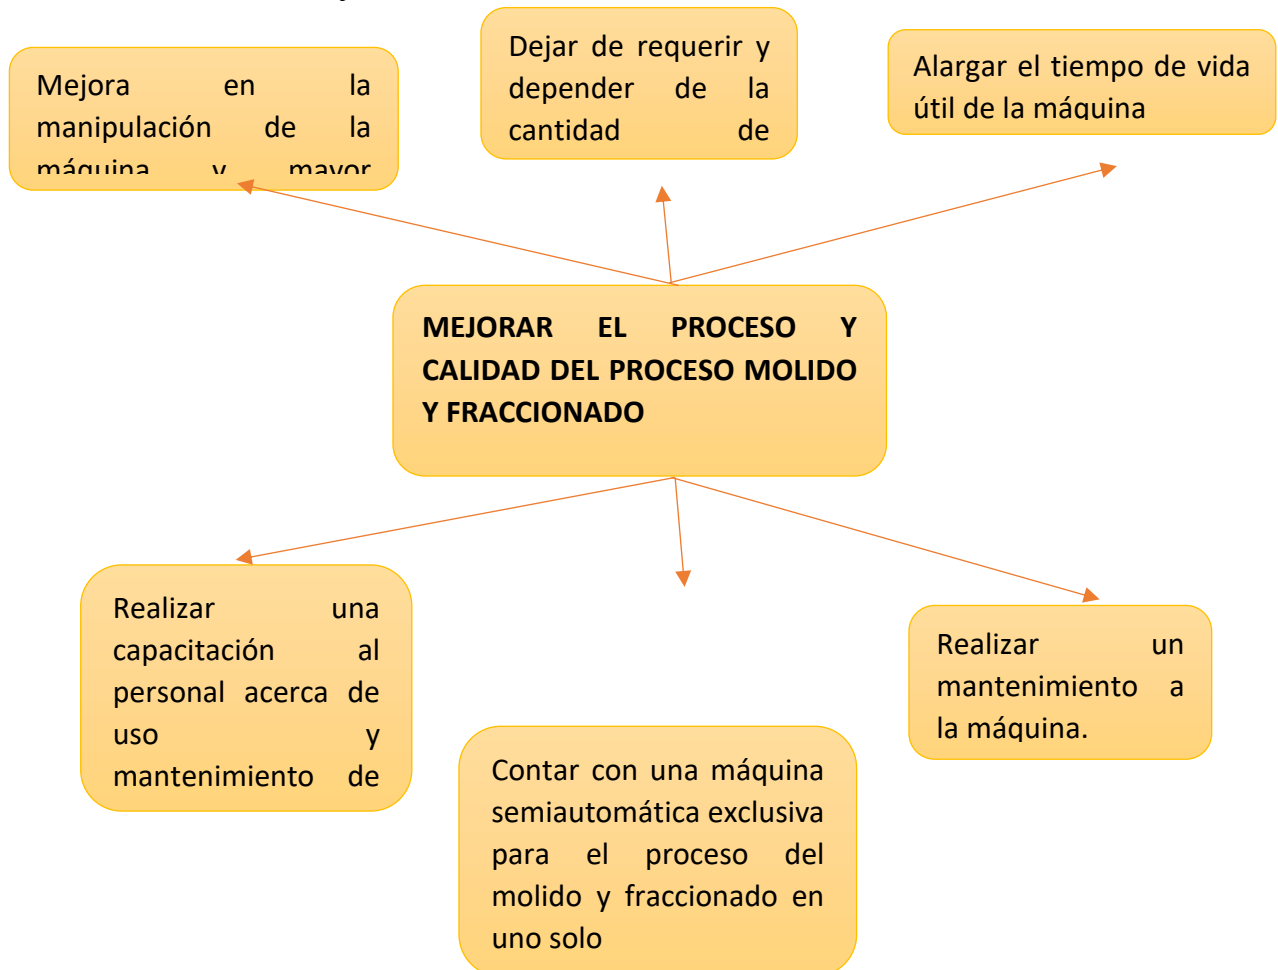 Mejora en la
manipulación de la
máquina y mayor
Dejar de requerir y
depender de la
cantidad de
Alargar el tiempo de vida
útil de la máquina
MEJORAR EL PROCESO Y
CALIDAD DEL PROCESO MOLIDO
Y FRACCIONADO
Realizar una
capacitación al
personal acerca de
uso y
mantenimiento de
Contar con una máquina
semiautomática exclusiva
para el proceso del
molido y fraccionado en
uno solo
Realizar un
mantenimiento a
la máquina.